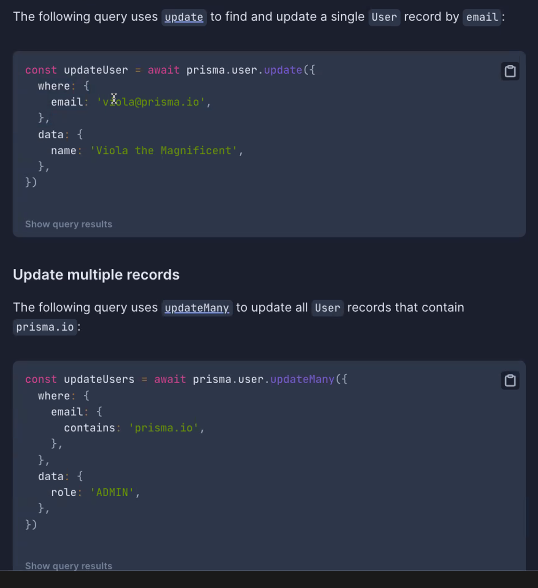 The following query uses update to find and update a single User record by email:
const updateUser = await prisma.user.update({
  where: {
    email: 'viola@prisma.io',
  },
  data: {
    name: 'Viola the Magnificent',
  },
})
Show query results
Update multiple records
The following query uses updateMany to update all User records that contain
prisma.io:
const updateUsers = await prisma.user.updateMany({
  where: {
    email: {
      contains: 'prisma.io',
    },
  },
  data: {
    role: 'ADMIN',
  },
})
Show query results